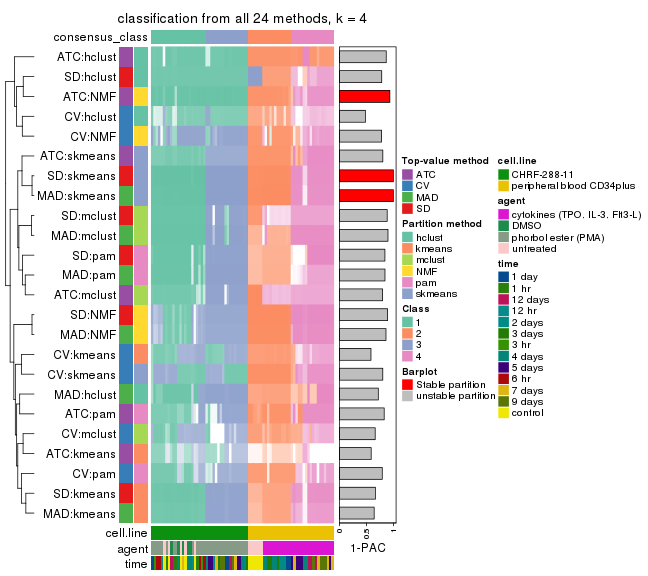 classification from all 24 methods, k = 4
consensus_class
ATC:hclust
SD:hclust
ATC:NMF
CV:hclust
CV:NMF
ATC:skmeans
SD:skmeans
MAD:skmeans
SD:mclust
MAD:mclust
SD:pam
MAD:pam
ATC:mclust
SD:NMF
MAD:NMF
CV:kmeans
CV:skmeans
MAD:hclust
ATC:pam
CV:mclust
ATC:kmeans
CV:pam
SD:kmeans
MAD:kmeans
cell.line
agent
time
0
0.5
1
1-PAC
Top-value method
ATC
CV
MAD
SD
Partition method
hclust
kmeans
mclust
NMF
pam
skmeans
Class
1
2
3
4
Barplot
Stable partition
unstable partition
cell.line
CHRF-288-11
peripheral blood CD34plus
agent
cytokines (TPO, IL-3, Flt3-L)
DMSO
phorbol ester (PMA)
untreated
time
1 day
1 hr
12 days
12 hr
2 days
3 days
3 hr
4 days
5 days
6 hr
7 days
9 days
control